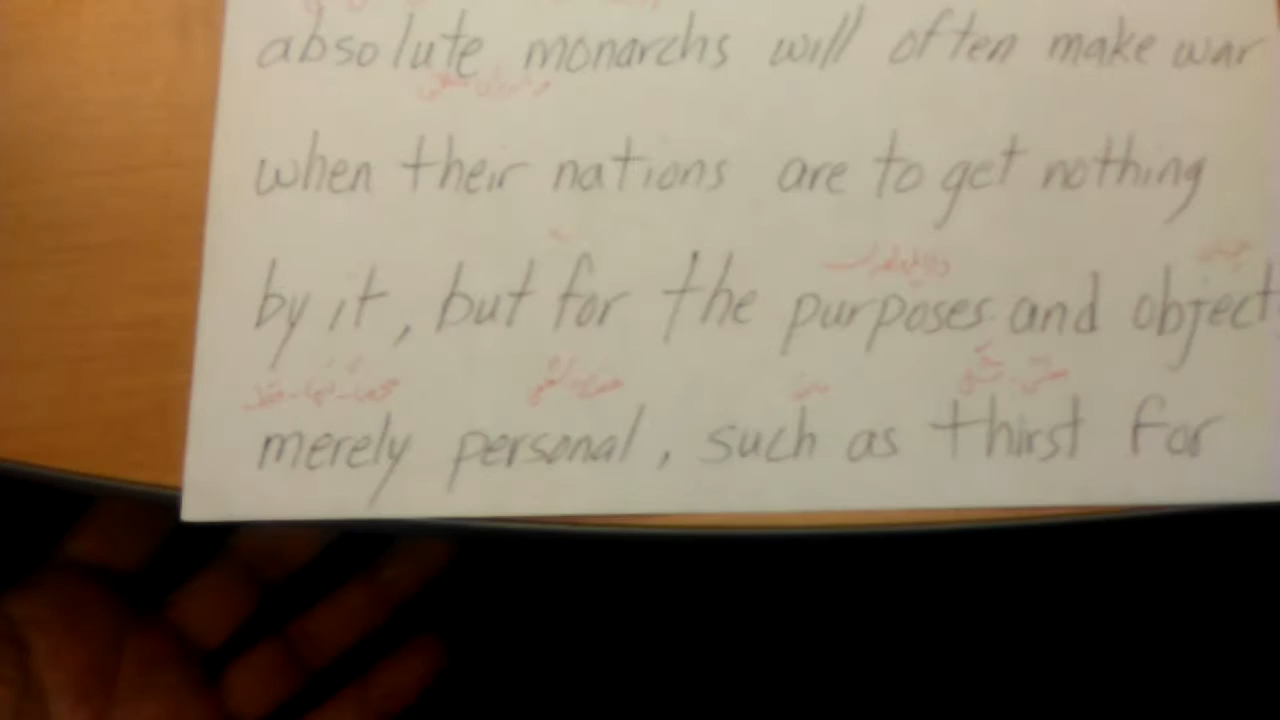 absolute monarchs will often make war
when their nations are to get nothing
by it, but for the purposes and object
merely personal, such as thirst for